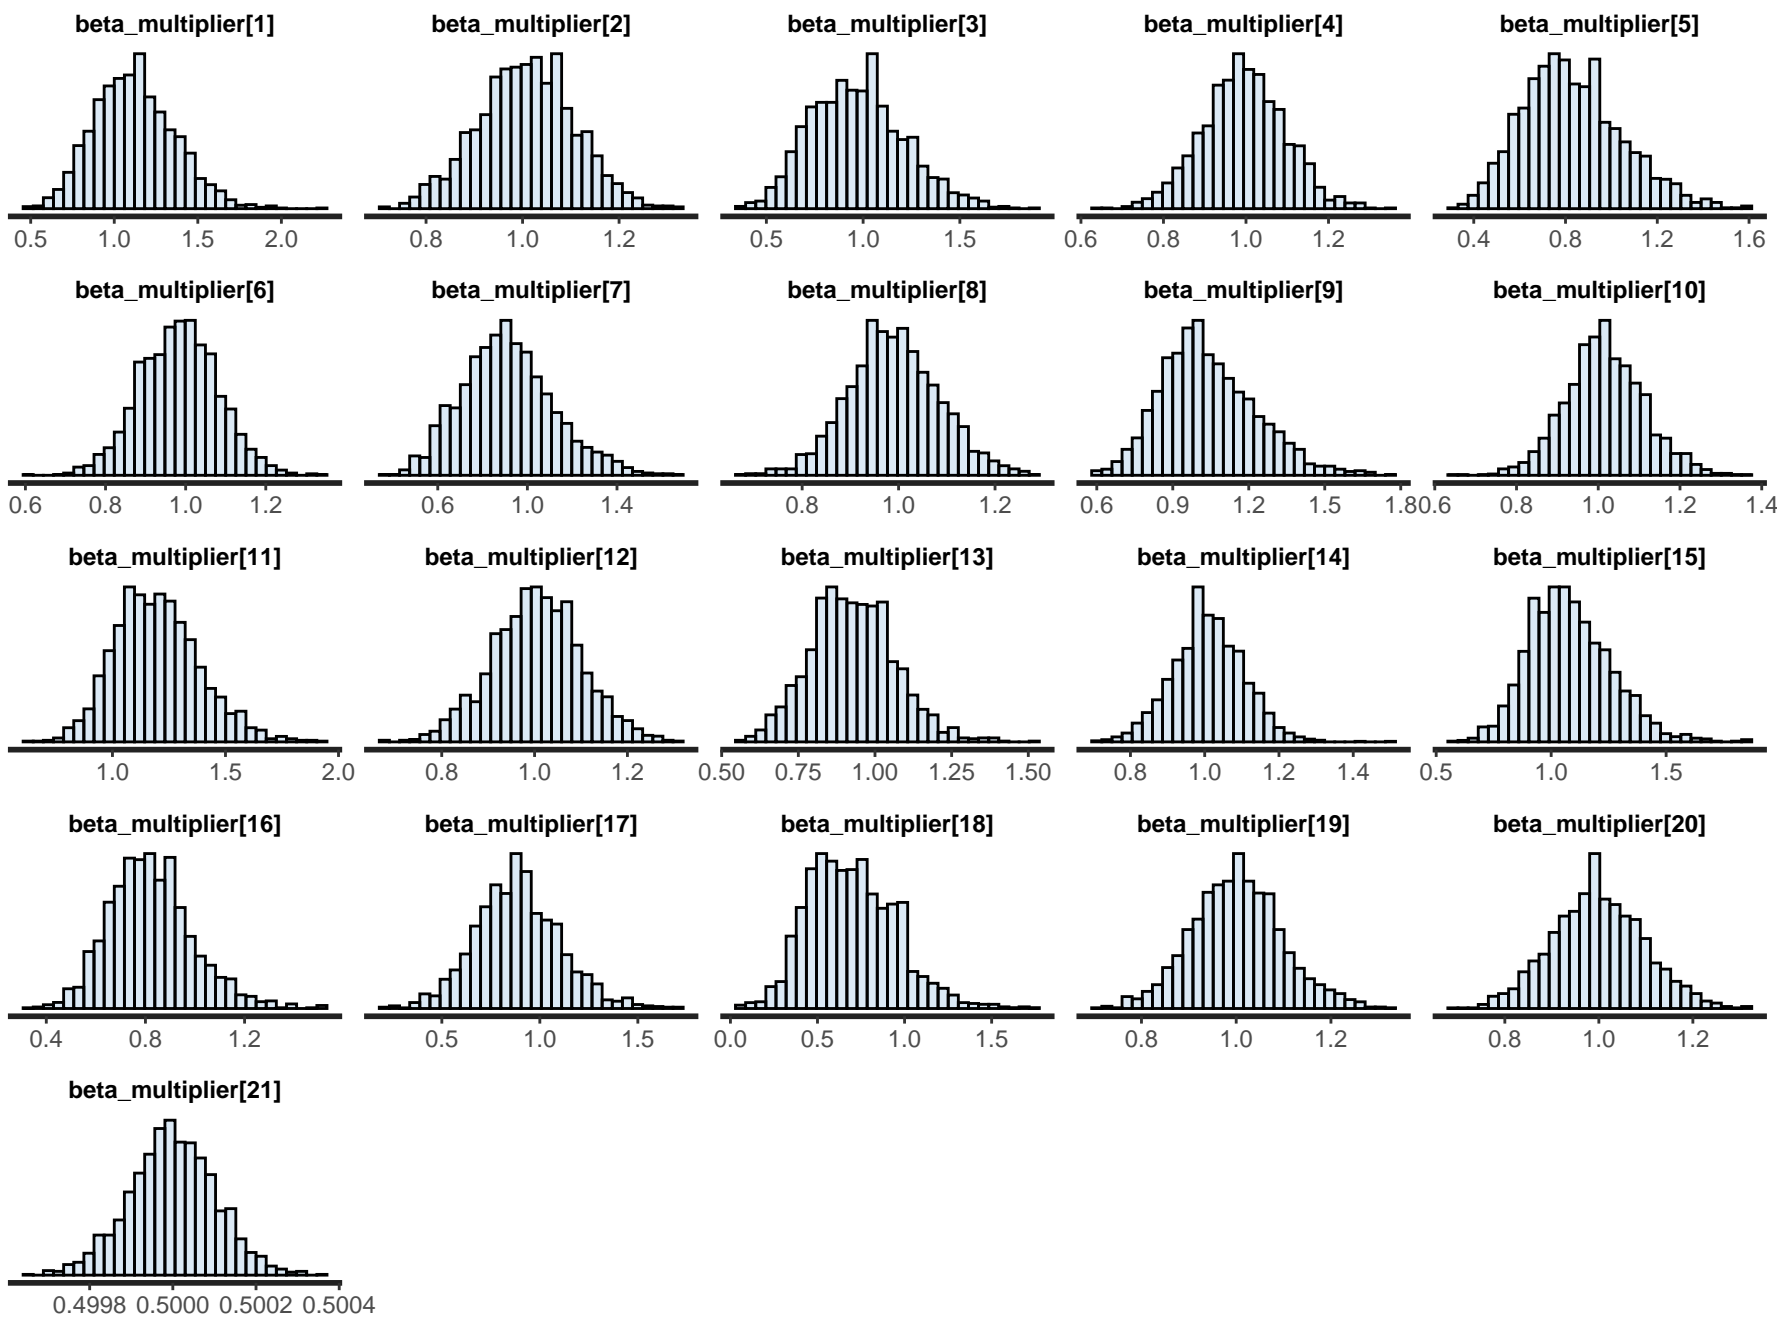 beta_multiplier[1] beta_multiplier[2] beta_multiplier[3] beta_multiplier[4] beta_multiplier[5]
0.5 1.0 1.5 2.0 0.8 1.0 1.2 0.5 1.0 1.5 0.6 0.8 1.0 1.2 0.4 0.8 1.2 1.6
beta_multiplier[6] beta_multiplier[7] beta_multiplier[8] beta_multiplier[9] beta_multiplier[10]
0.6 0.8 1.0 1.2 0.6 1.0 1.4 0.8 1.0 1.2 0.6 0.9 1.2 1.5 1.8 0.6 0.8 1.0 1.2 1.4
beta_multiplier[11] beta_multiplier[12] beta_multiplier[13] beta_multiplier[14] beta_multiplier[15]
1.0 1.5 2.0 0.8 1.0 1.2 0.50 0.75 1.00 1.25 1.50 0.8 1.0 1.2 1.4 0.5 1.0 1.5
beta_multiplier[16] beta_multiplier[17] beta_multiplier[18] beta_multiplier[19] beta_multiplier[20]
0.4 0.8 1.2 0.5 1.0 1.5 0.0 0.5 1.0 1.5 0.8 1.0 1.2 0.8 1.0 1.2
beta_multiplier[21]
0.4998 0.5000 0.5002 0.5004